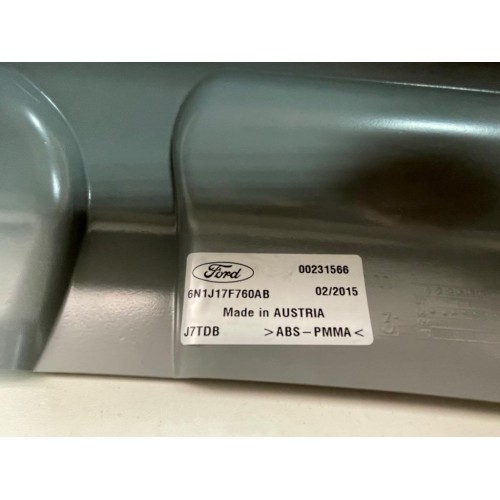 Ford 00231566
6N1J17F760AB 02/2015
Made in AUSTRIA
J7TDB >ABS-PMMA<